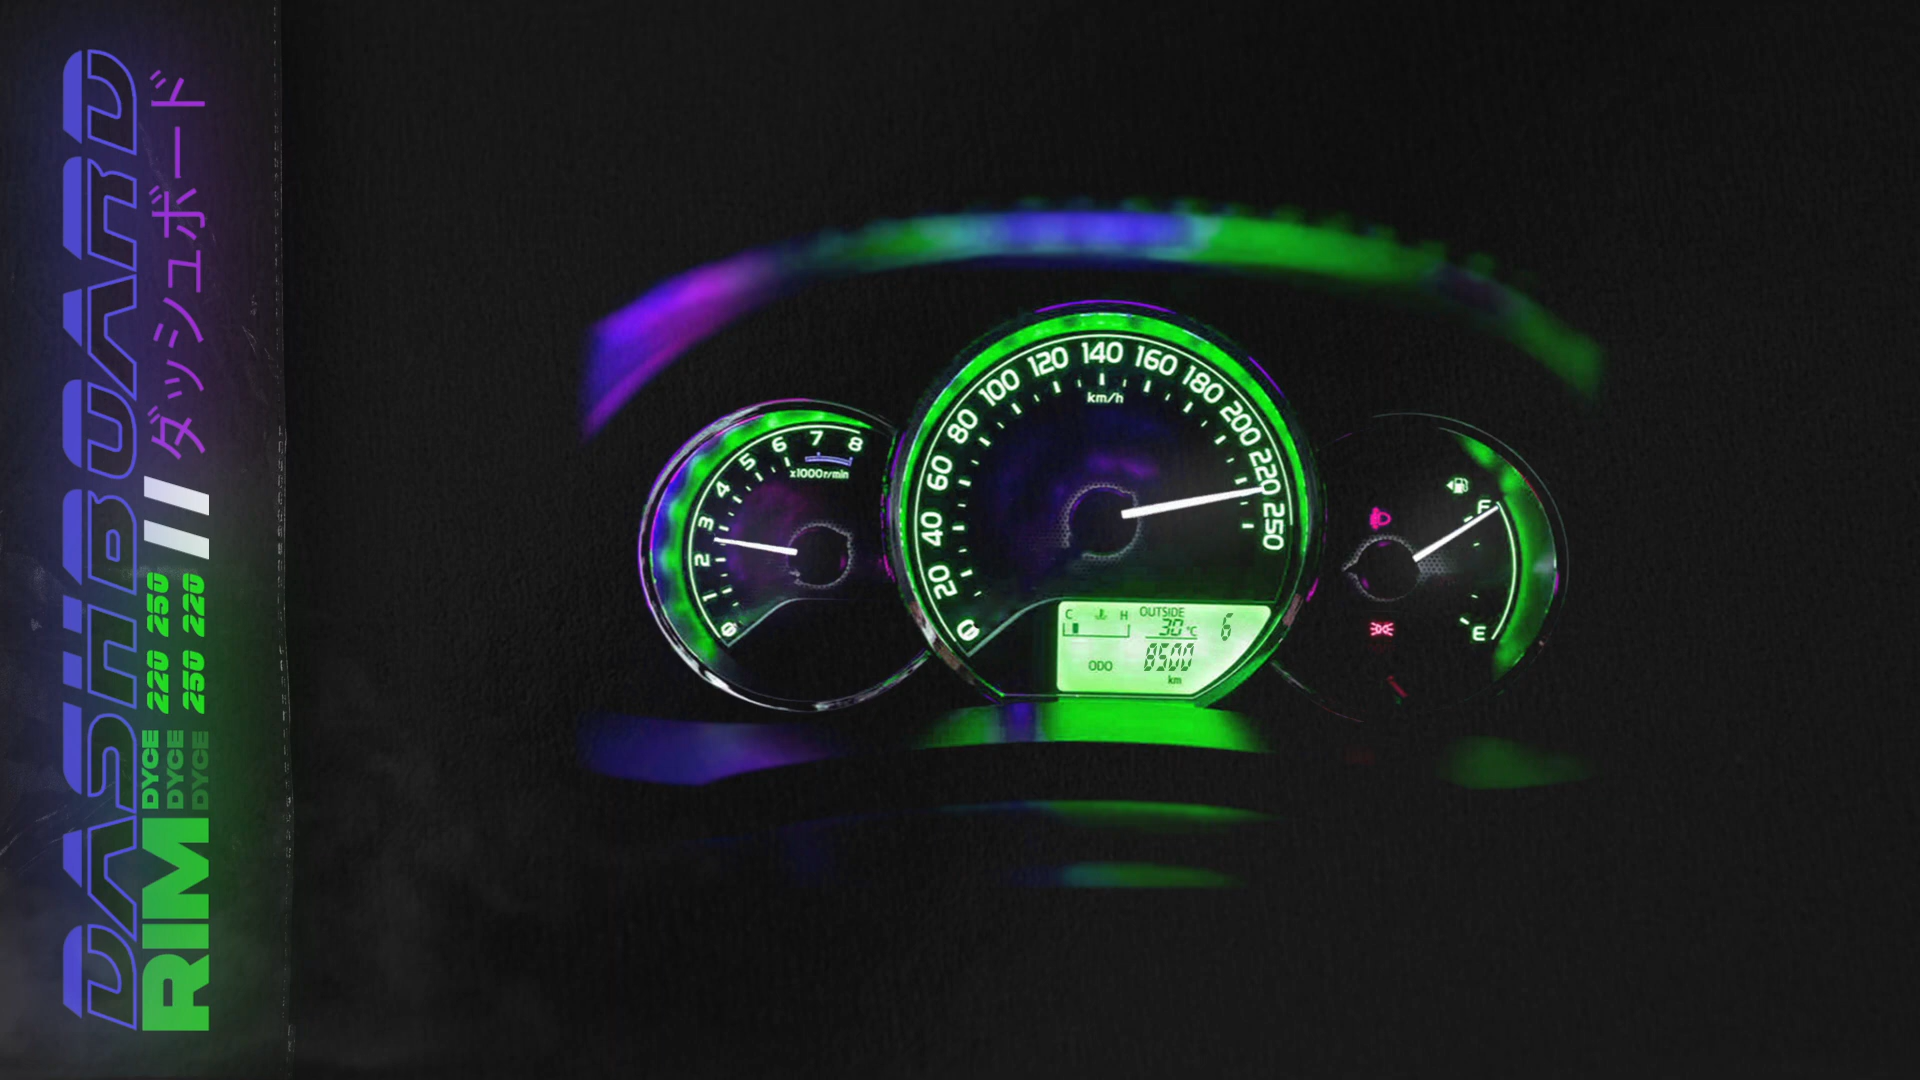 DASHBOARD
ダッシュボード
RIM
DYCE
DYCE
DYCE
220 250
250 220
0
1
2
3
4
5
6
7
8
x1000r/min
0
20
40
60
80
100
120
140
160
180
200
220
250
km/h
C H
OUTSIDE
30°C
6
ODO
8500
km
F
E